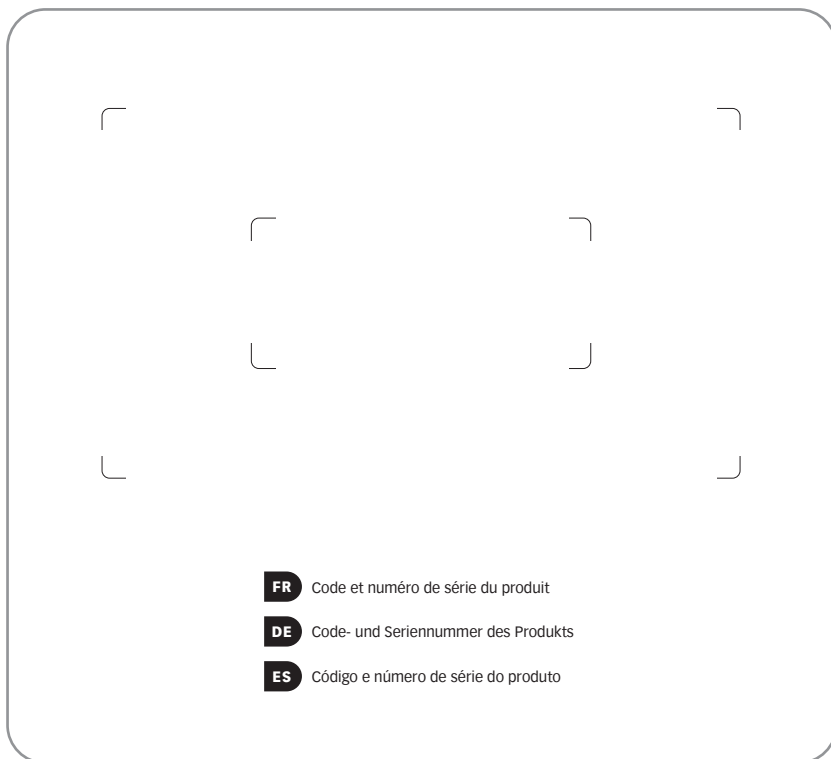 FR Code et numéro de série du produit
DE Code- und Seriennummer des Produkts
ES Código e número de série do produto